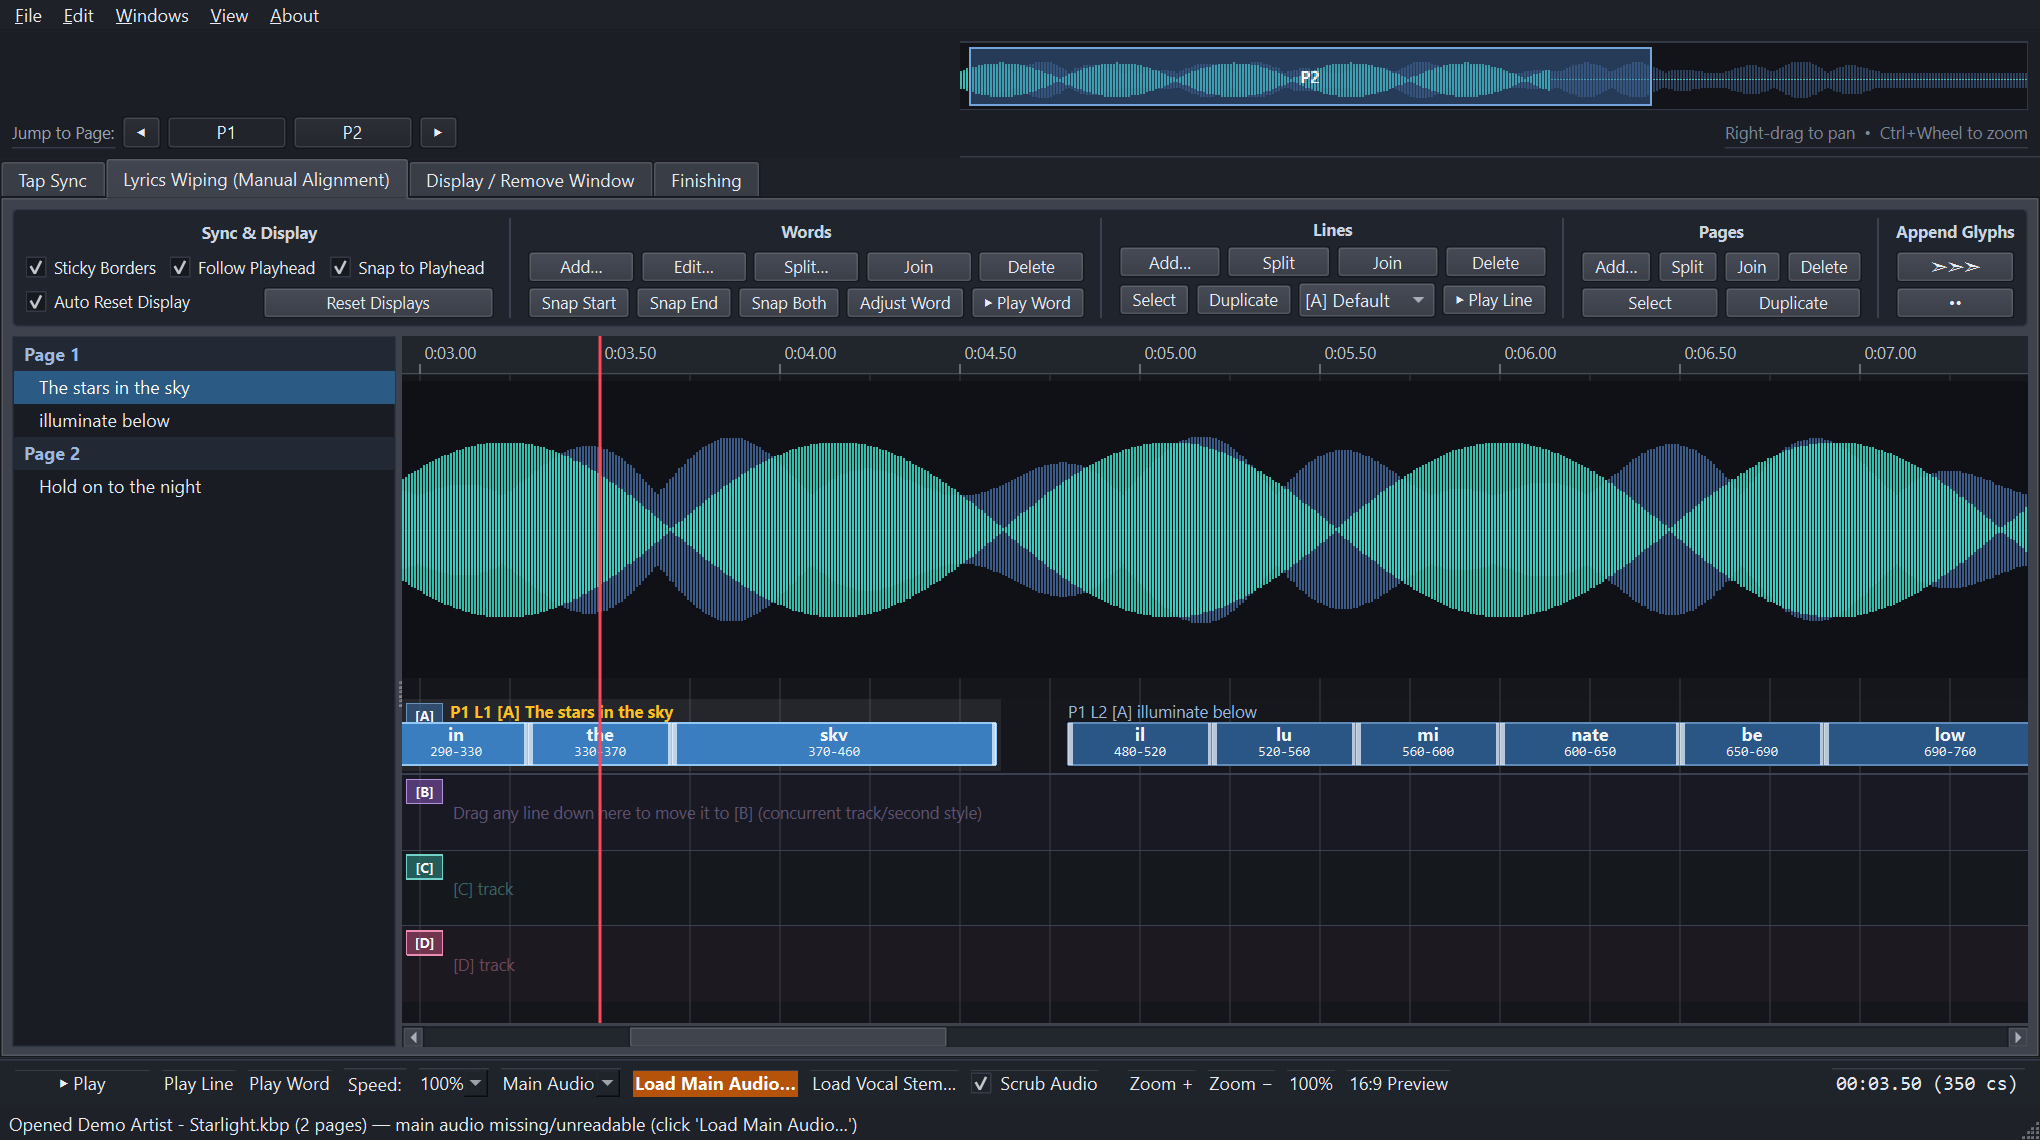 File Edit Windows View About
P2
Jump to Page: ◄ P1 P2 ►
Right-drag to pan • Ctrl+Wheel to zoom
Tap Sync Lyrics Wiping (Manual Alignment) Display / Remove Window Finishing
Sync & Display
Sticky Borders Follow Playhead Snap to Playhead
Auto Reset Display Reset Displays
Words
Add... Edit... Split... Join Delete
Snap Start Snap End Snap Both Adjust Word ▸ Play Word
Lines
Add... Split Join Delete
Select Duplicate [A] Default ▸ Play Line
Pages
Add... Split Join Delete
Select Duplicate
Append Glyphs
➣➣➣
••
Page 1
The stars in the sky
illuminate below
Page 2
Hold on to the night
0:03.00 0:03.50 0:04.00 0:04.50 0:05.00 0:05.50 0:06.00 0:06.50 0:07.00
[A] P1 L1 [A] The stars in the sky P1 L2 [A] illuminate below
in the sky il lu mi nate be low
290-330 330-370 370-460 480-520 520-560 560-600 600-650 650-690 690-760
[B]
Drag any line down here to move it to [B] (concurrent track/second style)
[C]
[C] track
[D]
[D] track
▸ Play Play Line Play Word Speed: 100% Main Audio Load Main Audio... Load Vocal Stem... Scrub Audio Zoom + Zoom − 100% 16:9 Preview 00:03.50 (350 cs)
Opened Demo Artist - Starlight.kbp (2 pages) — main audio missing/unreadable (click 'Load Main Audio...')